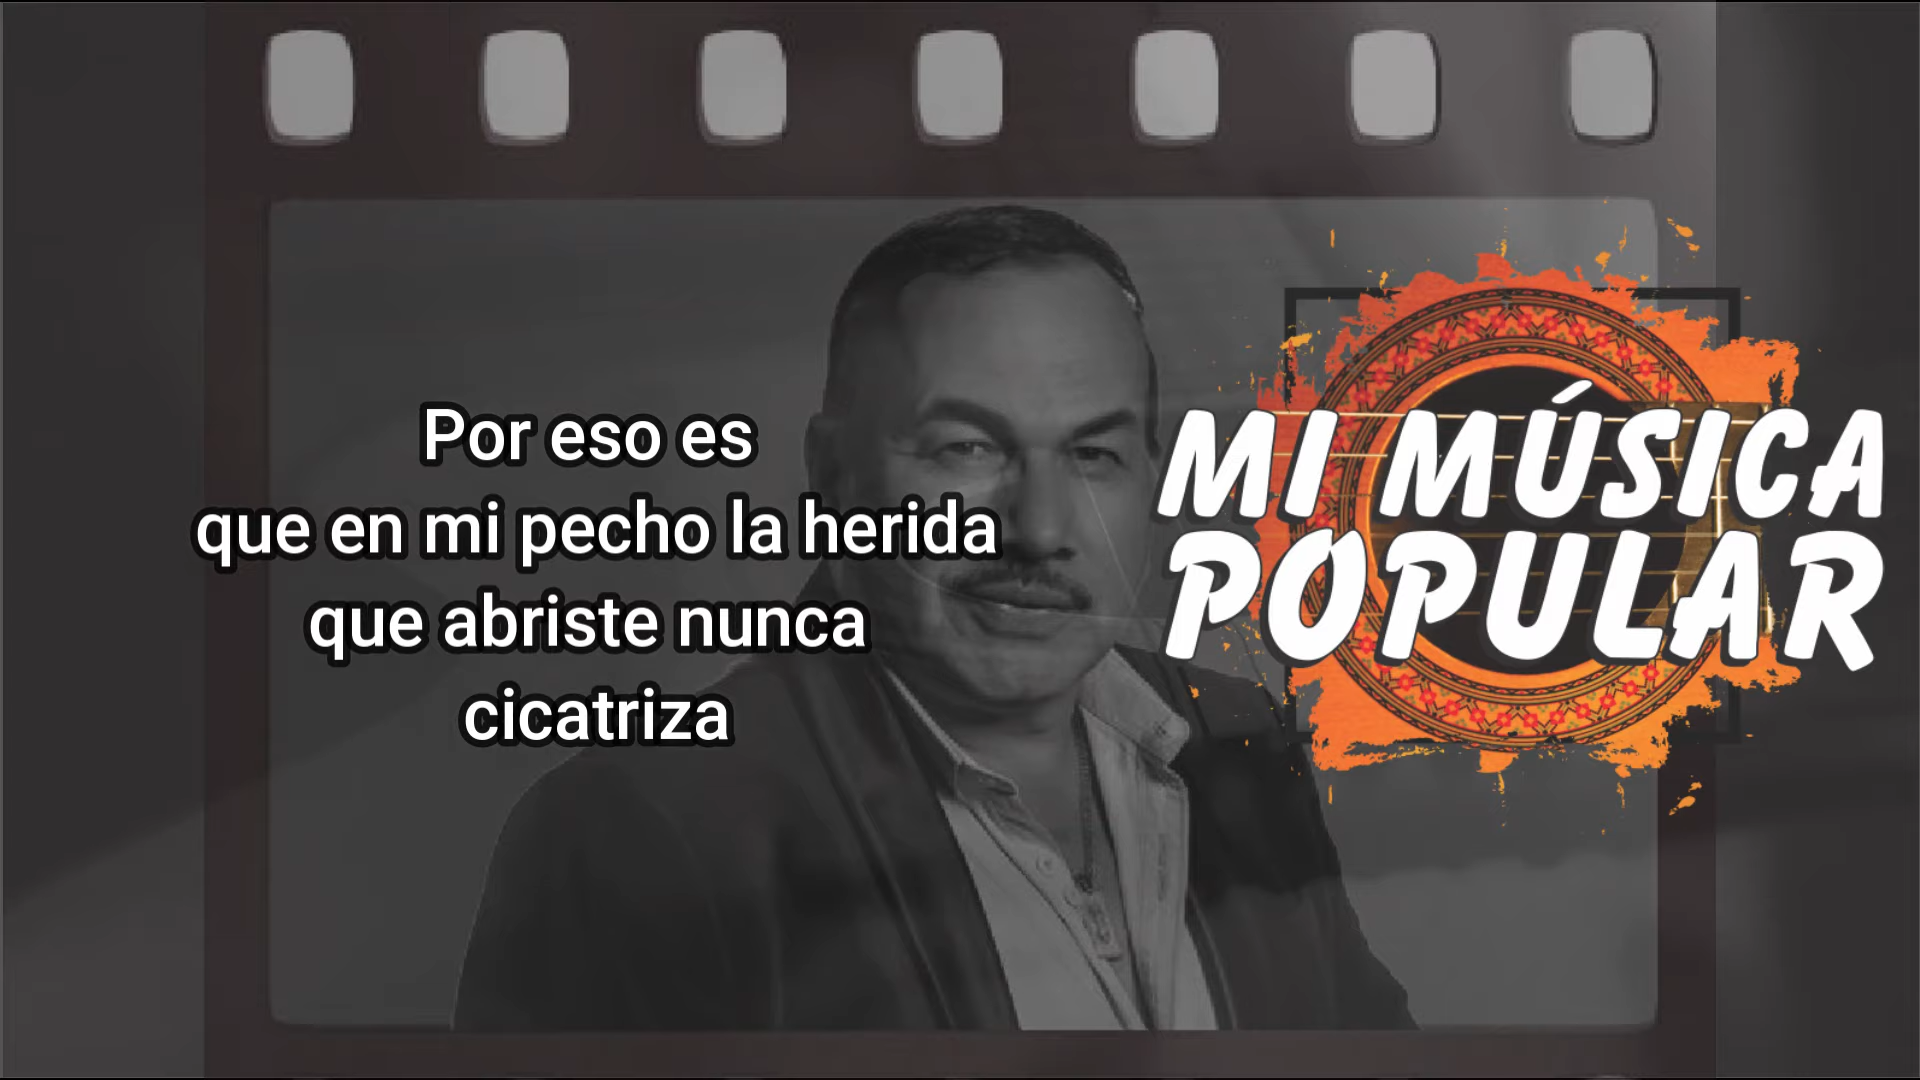 Por eso es
que en mi pecho la herida
que abriste nunca
cicatriza
MI MÚSICA
POPULAR